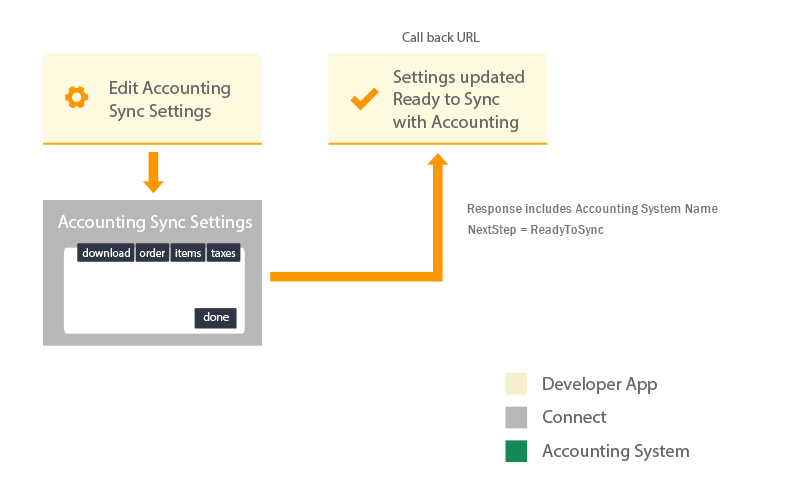 Call back URL
Edit Accounting
Sync Settings
Settings updated
Ready to Sync
with Accounting
Accounting Sync Settings
download order items taxes
done
Response includes Accounting System Name
NextStep = ReadyToSync
Developer App
Connect
Accounting System